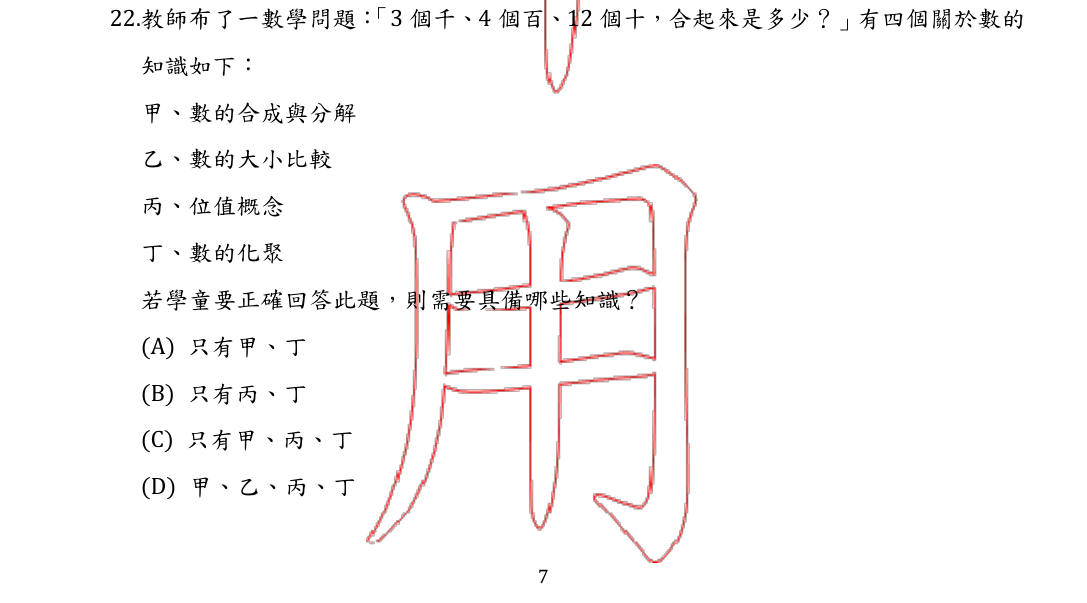 22.教師布了一數學問題：「3 個千、4 個百、12 個十，合起來是多少？」有四個關於數的
知識如下：
甲、數的合成與分解
乙、數的大小比較
丙、位值概念
丁、數的化聚
若學童要正確回答此題，則需要具備哪些知識？
(A) 只有甲、丁
(B) 只有丙、丁
(C) 只有甲、丙、丁
(D) 甲、乙、丙、丁
用
7